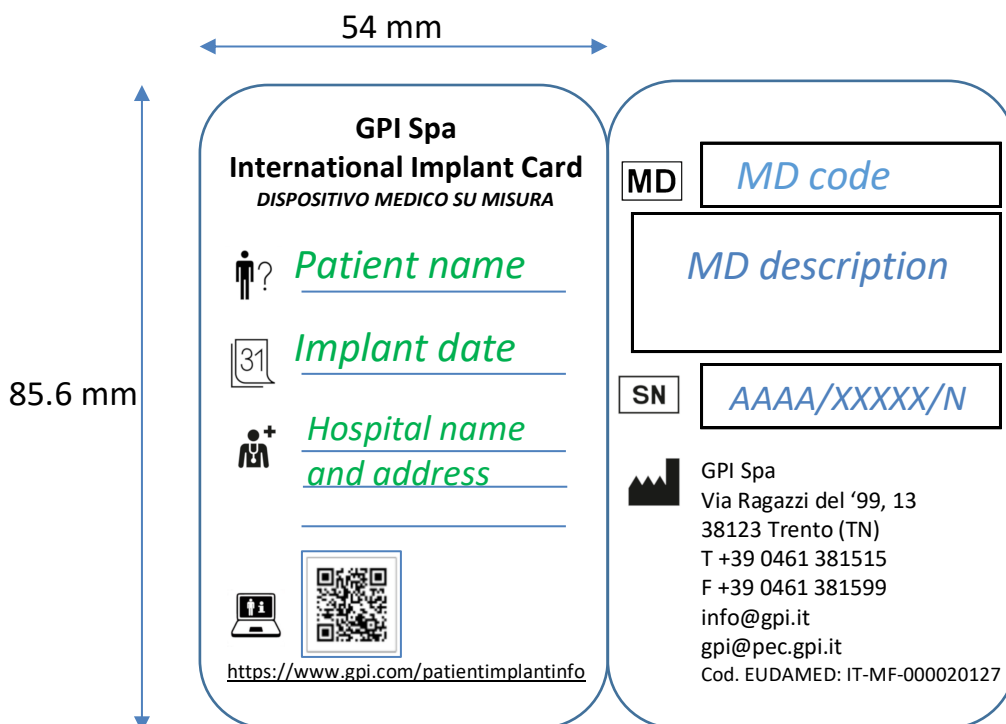 54 mm
85.6 mm
GPI Spa
International Implant Card
DISPOSITIVO MEDICO SU MISURA
?
Patient name
31
Implant date
Hospital name
and address
https://www.gpi.com/patientimplantinfo
MD
MD code
MD description
SN
AAAA/XXXXX/N
GPI Spa
Via Ragazzi del ‘99, 13
38123 Trento (TN)
T +39 0461 381515
F +39 0461 381599
info@gpi.it
gpi@pec.gpi.it
Cod. EUDAMED: IT-MF-000020127